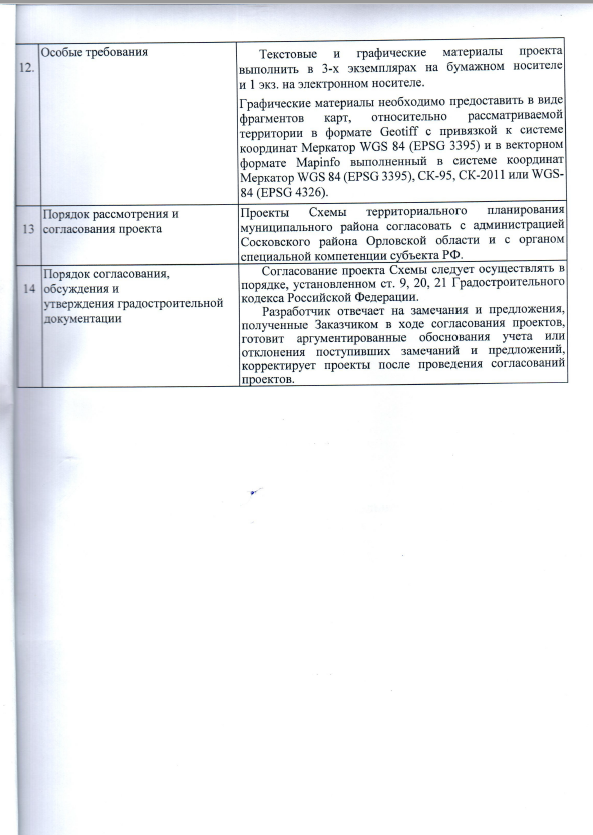 12.
Особые требования
Текстовые и графические материалы проекта
выполнить в 3-х экземплярах на бумажном носителе
и 1 экз. на электронном носителе.
Графические материалы необходимо предоставить в виде
фрагментов карт, относительно рассматриваемой
территории в формате Geotiff с привязкой к системе
координат Меркатор WGS 84 (EPSG 3395) и в векторном
формате Mapinfo выполненный в системе координат
Меркатор WGS 84 (EPSG 3395), СК-95, СК-2011 или WGS-
84 (EPSG 4326).
13
Порядок рассмотрения и
согласования проекта
Проекты Схемы территориального планирования
муниципального района согласовать с администрацией
Сосковского района Орловской области и с органом
специальной компетенции субъекта РФ.
14
Порядок согласования,
обсуждения и
утверждения градостроительной
документации
Согласование проекта Схемы следует осуществлять в
порядке, установленном ст. 9, 20, 21 Градостроительного
кодекса Российской Федерации.
Разработчик отвечает на замечания и предложения,
полученные Заказчиком в ходе согласования проектов,
готовит аргументированные обоснования учета или
отклонения поступивших замечаний и предложений,
корректирует проекты после проведения согласований
проектов.